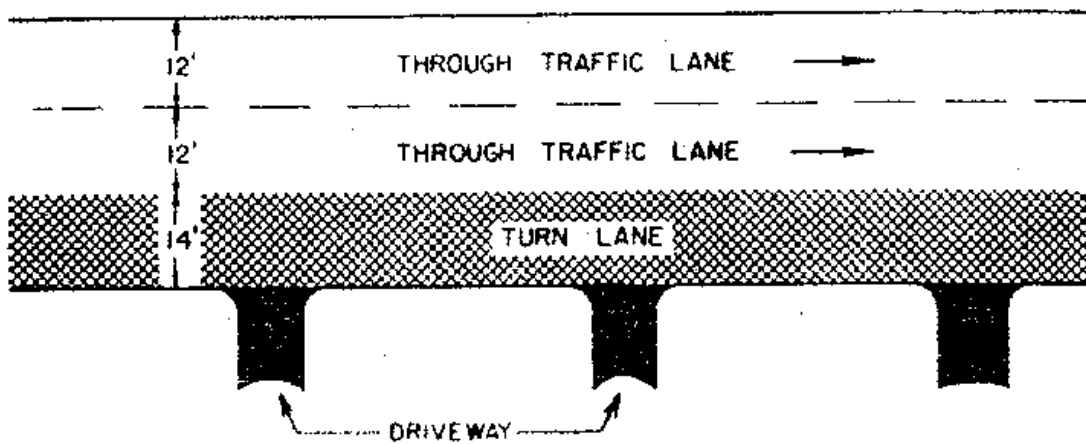 12' THROUGH TRAFFIC LANE
12' THROUGH TRAFFIC LANE
14' TURN LANE
DRIVEWAY